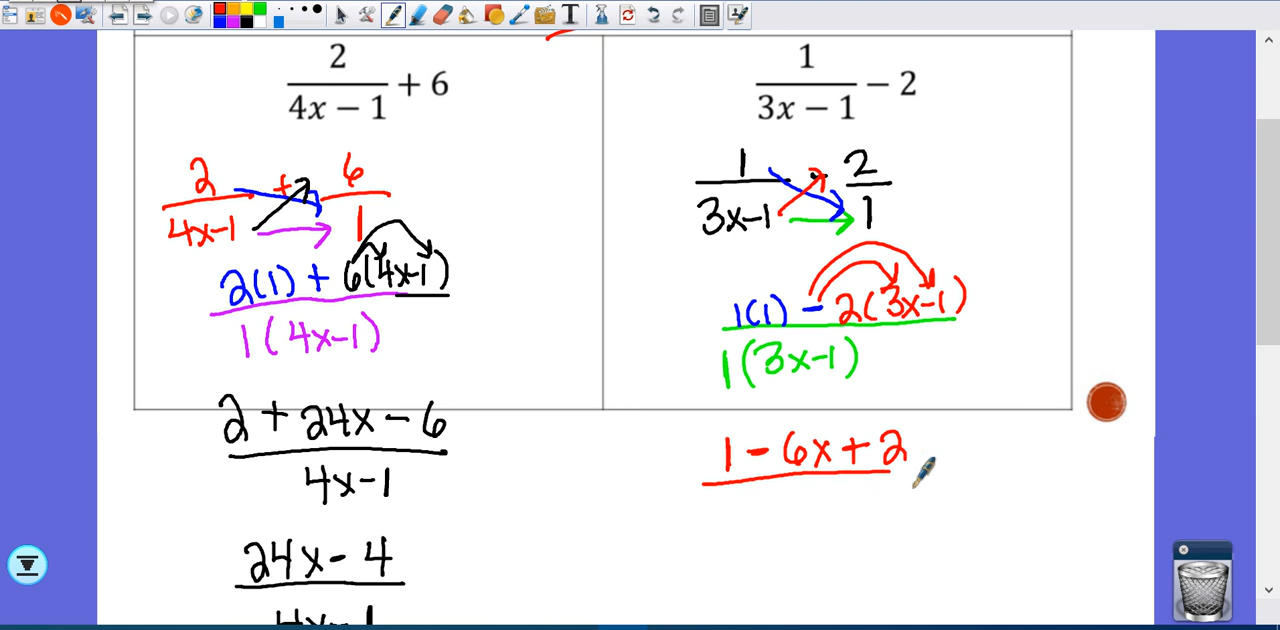 2
4x − 1
+ 6
2
4x-1
+
6
1
2(1) + 6(4x-1)
1(4x-1)
2 + 24x - 6
4x-1
24x - 4
4x-1
1
3x − 1
− 2
1
3x-1
-
2
1
1(1) - 2(3x-1)
1(3x-1)
1 - 6x + 2